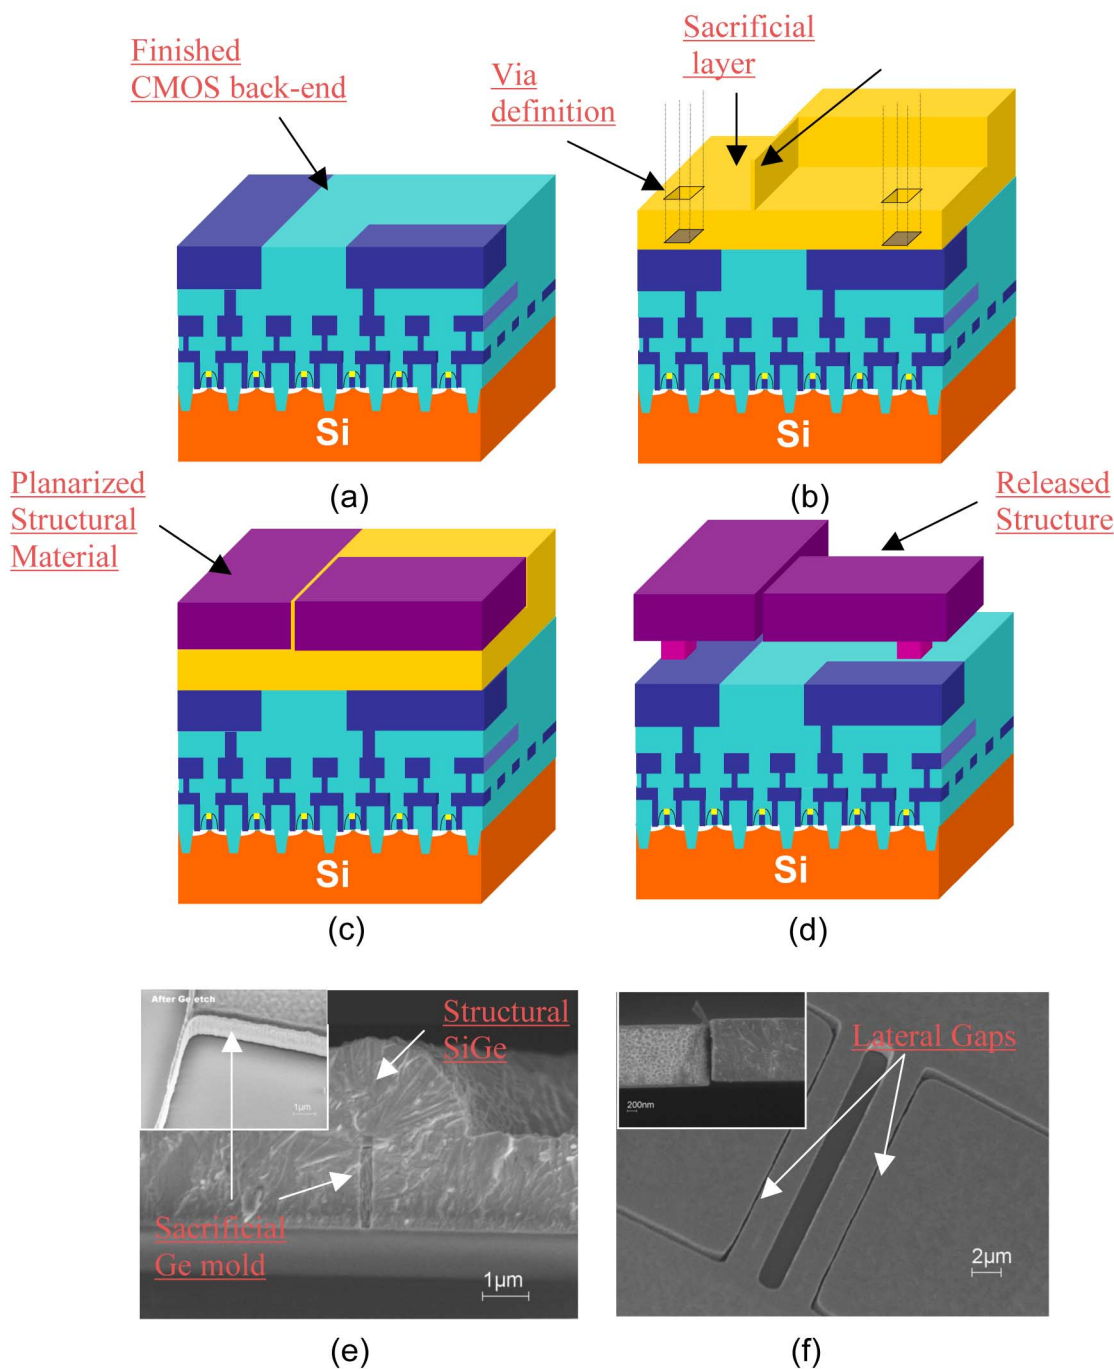 Finished
CMOS back-end
Via
definition
Sacrificial
layer
Si
(a)
Si
(b)
Planarized
Structural
Material
Released
Structure
Si
(c)
Si
(d)
After Ge etch
1µm
Structural
SiGe
Sacrificial
Ge mold
1µm
(e)
200nm
Lateral Gaps
2µm
(f)